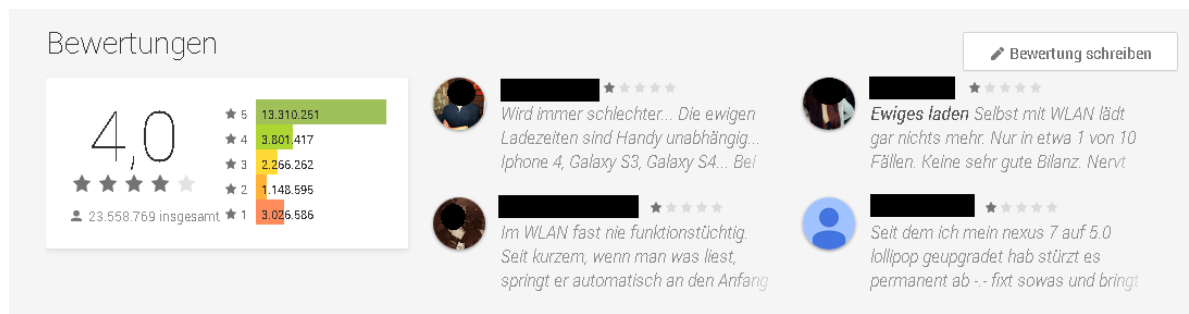 Bewertungen
Bewertung schreiben
4,0
23.558.769 insgesamt
5 13.310.251
4 3.801.417
3 2.266.262
2 1.148.595
1 3.026.586
Wird immer schlechter... Die ewigen
Ladezeiten sind Handy unabhängig...
Iphone 4, Galaxy S3, Galaxy S4... Bei
Ewiges laden Selbst mit WLAN lädt
gar nichts mehr. Nur in etwa 1 von 10
Fällen. Keine sehr gute Bilanz. Nervt
Im WLAN fast nie funktionstüchtig.
Seit kurzem, wenn man was liest,
springt er automatisch an den Anfang
Seit dem ich mein nexus 7 auf 5.0
lollipop geupgradet hab stürzt es
permanent ab -.- fixt sowas und bringt